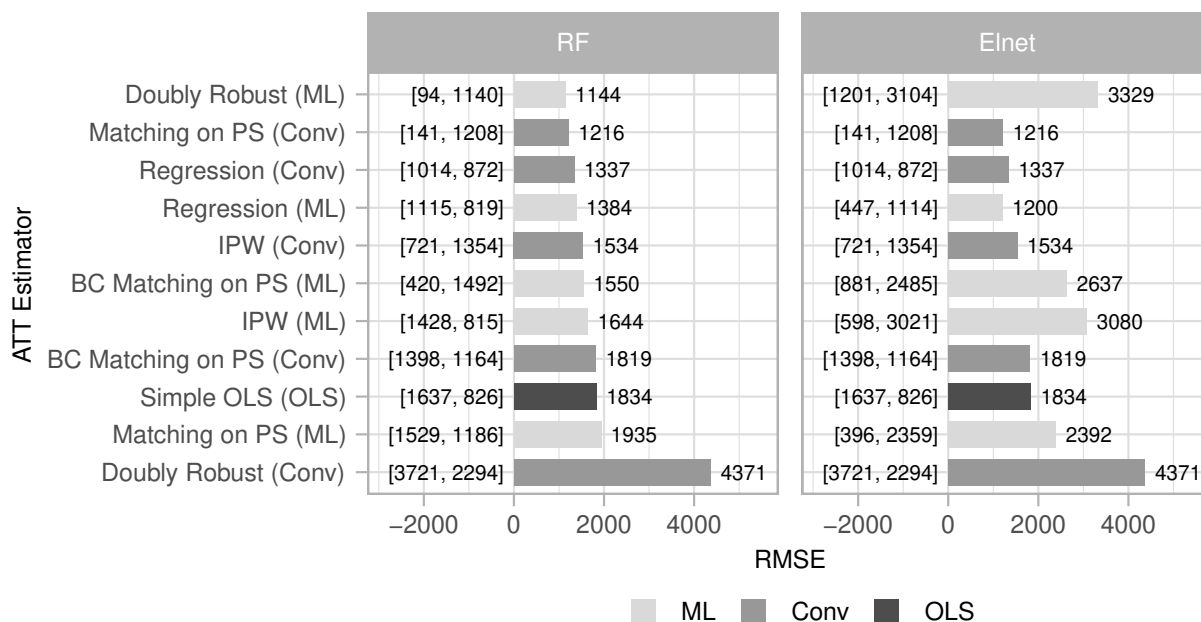 RF
Elnet
Doubly Robust (ML) [94, 1140] 1144 [1201, 3104] 3329
Matching on PS (Conv) [141, 1208] 1216 [141, 1208] 1216
Regression (Conv) [1014, 872] 1337 [1014, 872] 1337
Regression (ML) [1115, 819] 1384 [447, 1114] 1200
IPW (Conv) [721, 1354] 1534 [721, 1354] 1534
BC Matching on PS (ML) [420, 1492] 1550 [881, 2485] 2637
IPW (ML) [1428, 815] 1644 [598, 3021] 3080
BC Matching on PS (Conv) [1398, 1164] 1819 [1398, 1164] 1819
Simple OLS (OLS) [1637, 826] 1834 [1637, 826] 1834
Matching on PS (ML) [1529, 1186] 1935 [396, 2359] 2392
Doubly Robust (Conv) [3721, 2294] 4371 [3721, 2294] 4371
ATT Estimator
−2000 0 2000 4000 −2000 0 2000 4000
RMSE
ML Conv OLS